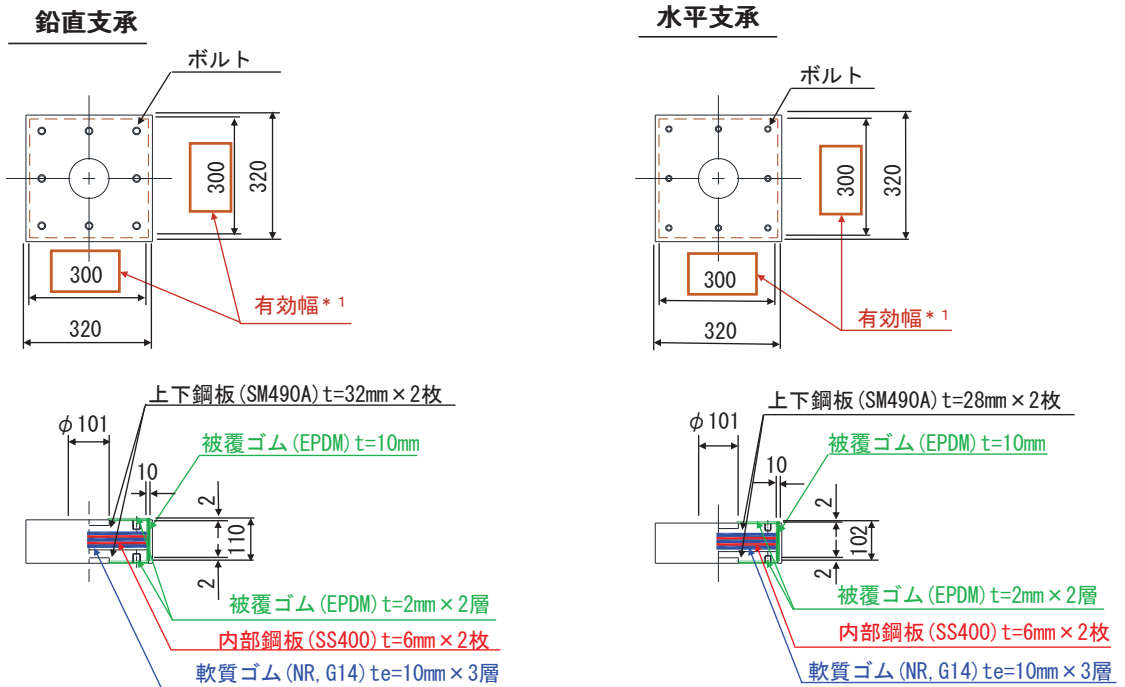 鉛直支承
ボルト
300
320
300
320
有効幅*1
上下鋼板(SM490A)t=32mm×2枚
φ101
被覆ゴム(EPDM)t=10mm
10
2
110
2
被覆ゴム(EPDM)t=2mm×2層
内部鋼板(SS400)t=6mm×2枚
軟質ゴム(NR,G14)te=10mm×3層
水平支承
ボルト
300
320
300
320
有効幅*1
上下鋼板(SM490A)t=28mm×2枚
φ101
被覆ゴム(EPDM)t=10mm
10
2
102
2
被覆ゴム(EPDM)t=2mm×2層
内部鋼板(SS400)t=6mm×2枚
軟質ゴム(NR,G14)te=10mm×3層